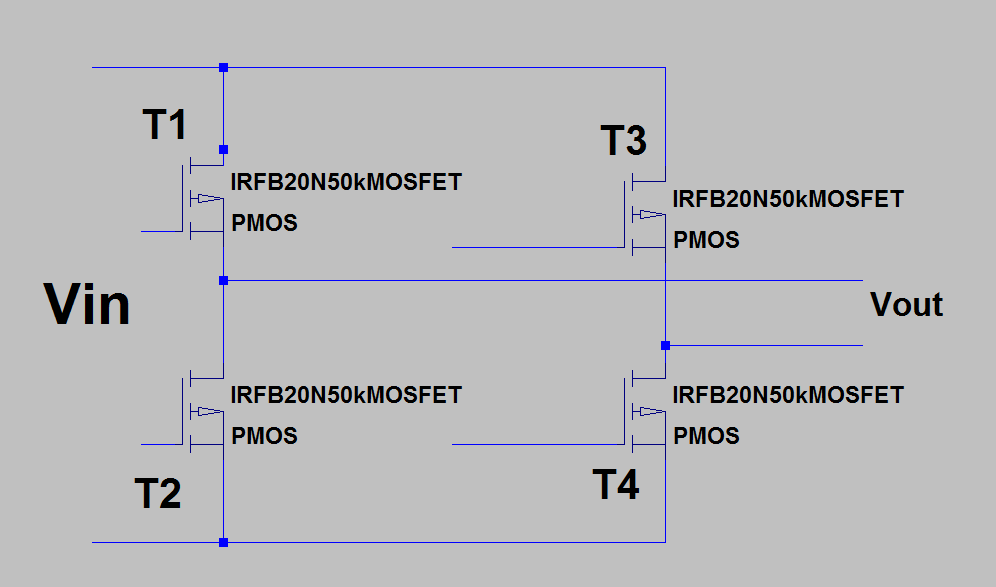 T1
IRFB20N50kMOSFET
PMOS
T3
IRFB20N50kMOSFET
PMOS
Vin
Vout
IRFB20N50kMOSFET
PMOS
T2
IRFB20N50kMOSFET
PMOS
T4